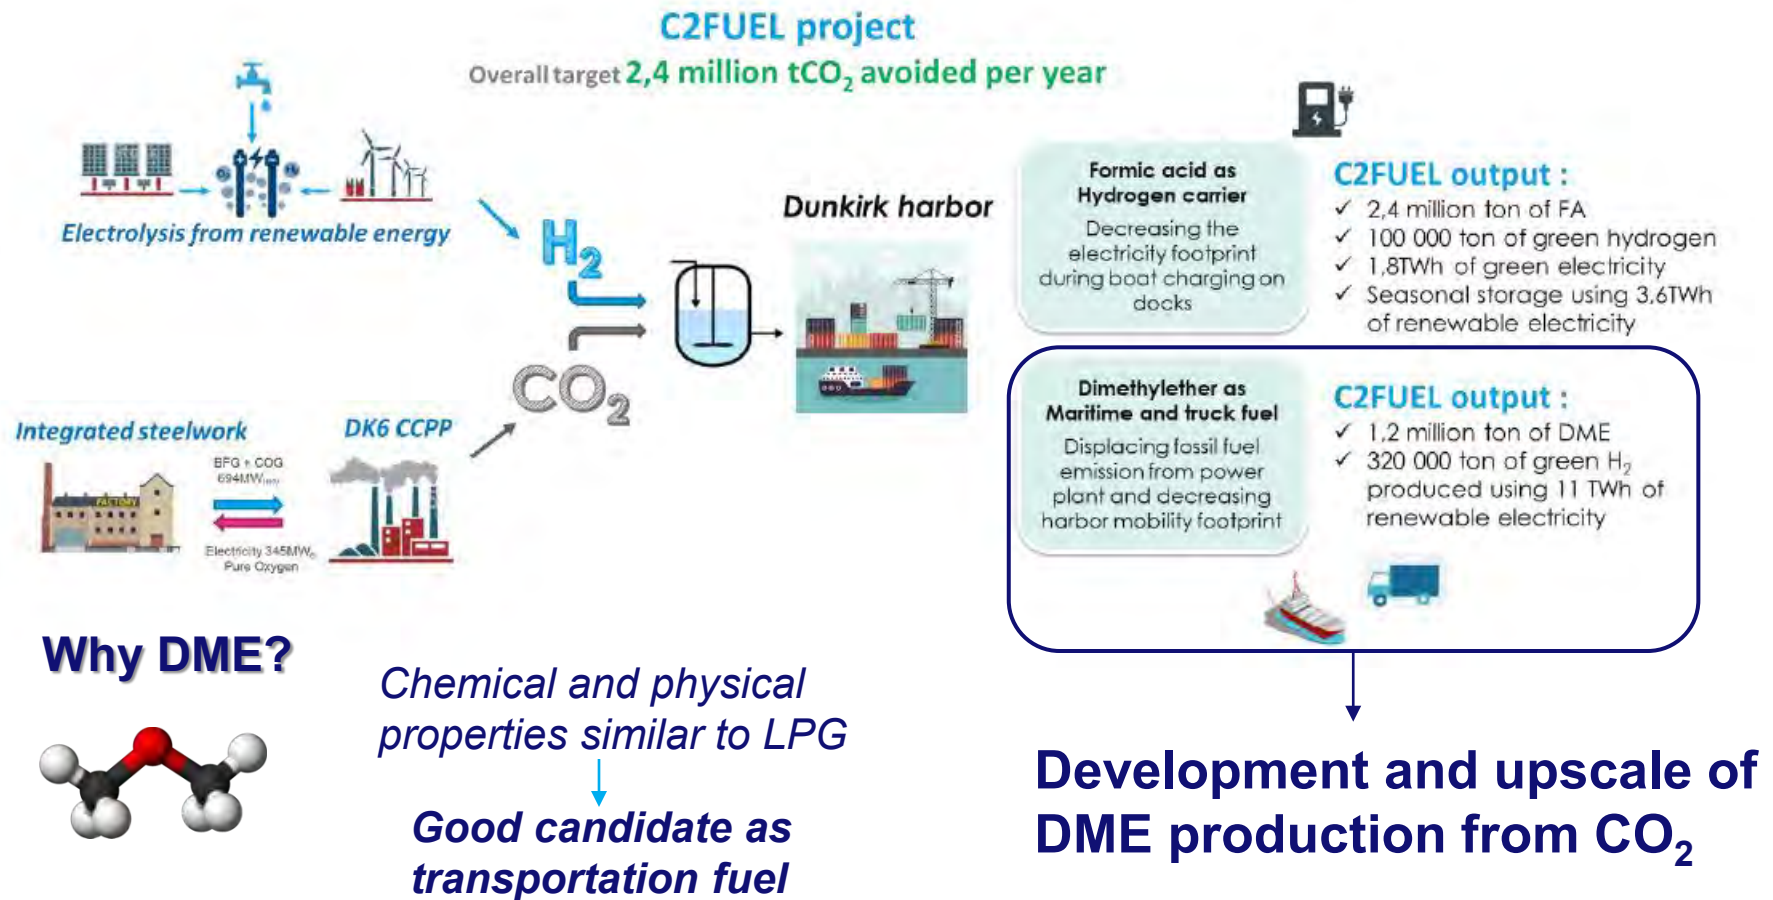 C2FUEL project
Overall target 2,4 million tCO₂ avoided per year
Electrolysis from renewable energy
H₂
CO₂
Integrated steelwork
DK6 CCPP
BFG + COG
694MW
FACTORY
Electricity 345MW
Pure Oxygen
Dunkirk harbor
Formic acid as
Hydrogen carrier
Decreasing the
electricity footprint
during boat charging on
docks
C2FUEL output :
✓ 2,4 million ton of FA
✓ 100 000 ton of green hydrogen
✓ 1,8TWh of green electricity
✓ Seasonal storage using 3,6TWh
of renewable electricity
Dimethylether as
Maritime and truck fuel
Displacing fossil fuel
emission from power
plant and decreasing
harbor mobility footprint
C2FUEL output :
✓ 1,2 million ton of DME
✓ 320 000 ton of green H₂
produced using 11 TWh of
renewable electricity
Why DME?
Chemical and physical
properties similar to LPG
Good candidate as
transportation fuel
Development and upscale of
DME production from CO₂